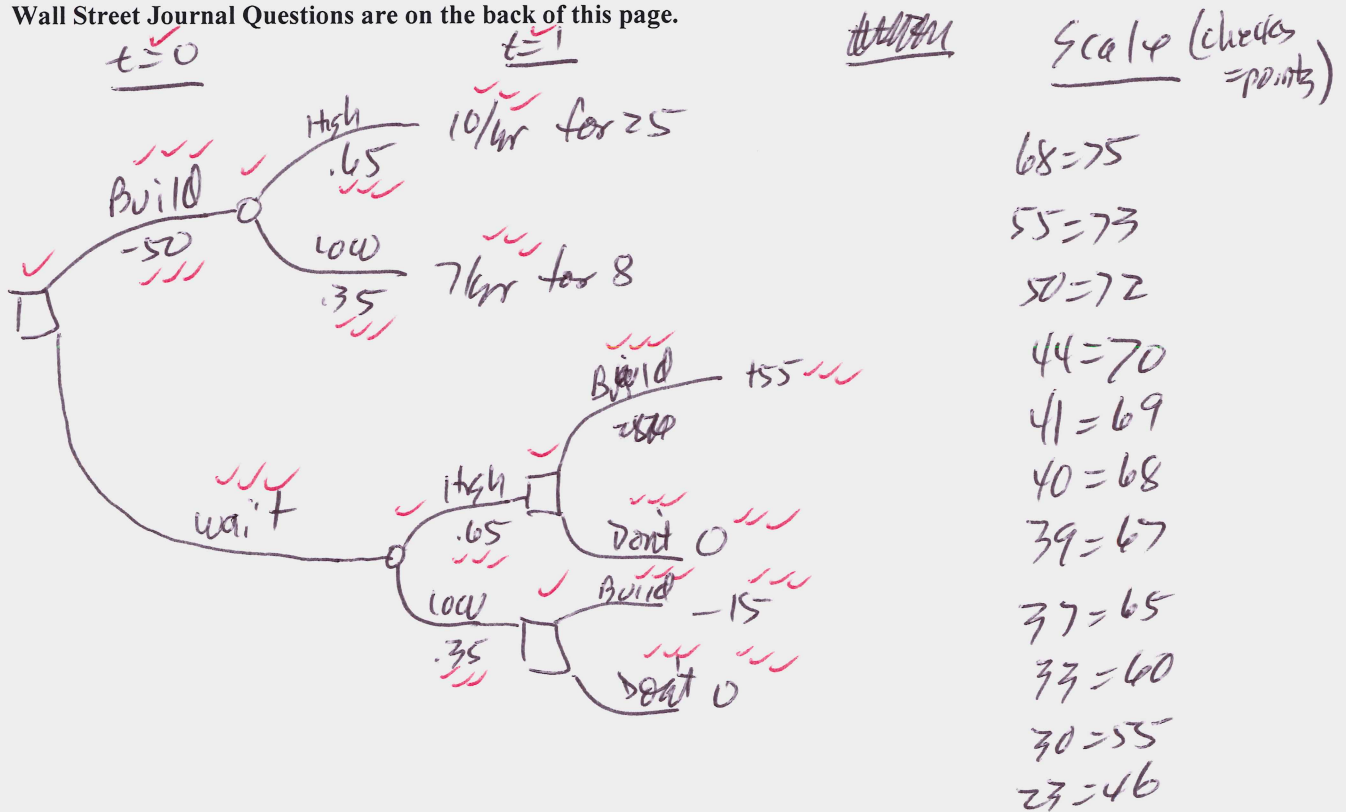 Wall Street Journal Questions are on the back of this page.
t=0
t=1
Scale (checks
=points)
High
.65
10/yr for 25
Build
-50
Low
.35
7/yr for 8
Build
+55
High
.65
Wait
Dont 0
Build
-15
Low
.35
Dont 0
68=75
55=73
50=72
44=70
41=69
40=68
39=67
37=65
33=60
30=55
23=46